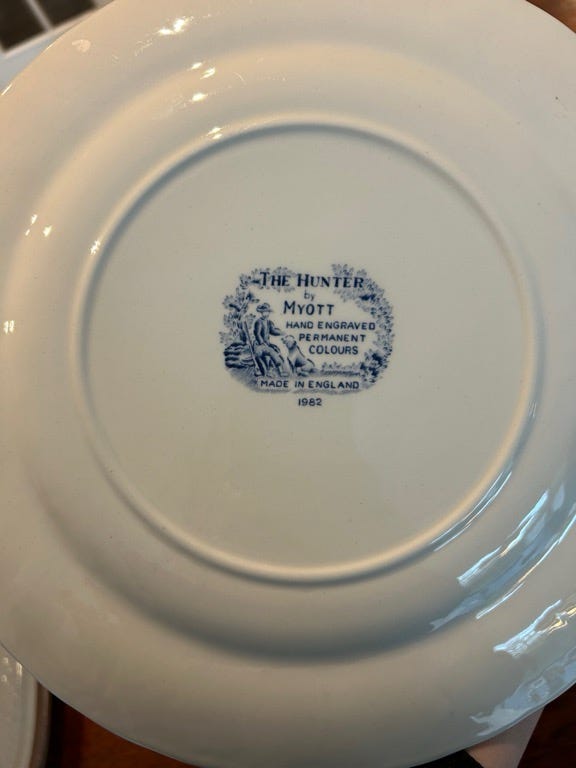 THE HUNTER
by
MYOTT
HAND ENGRAVED
PERMANENT
COLOURS
MADE IN ENGLAND
1982